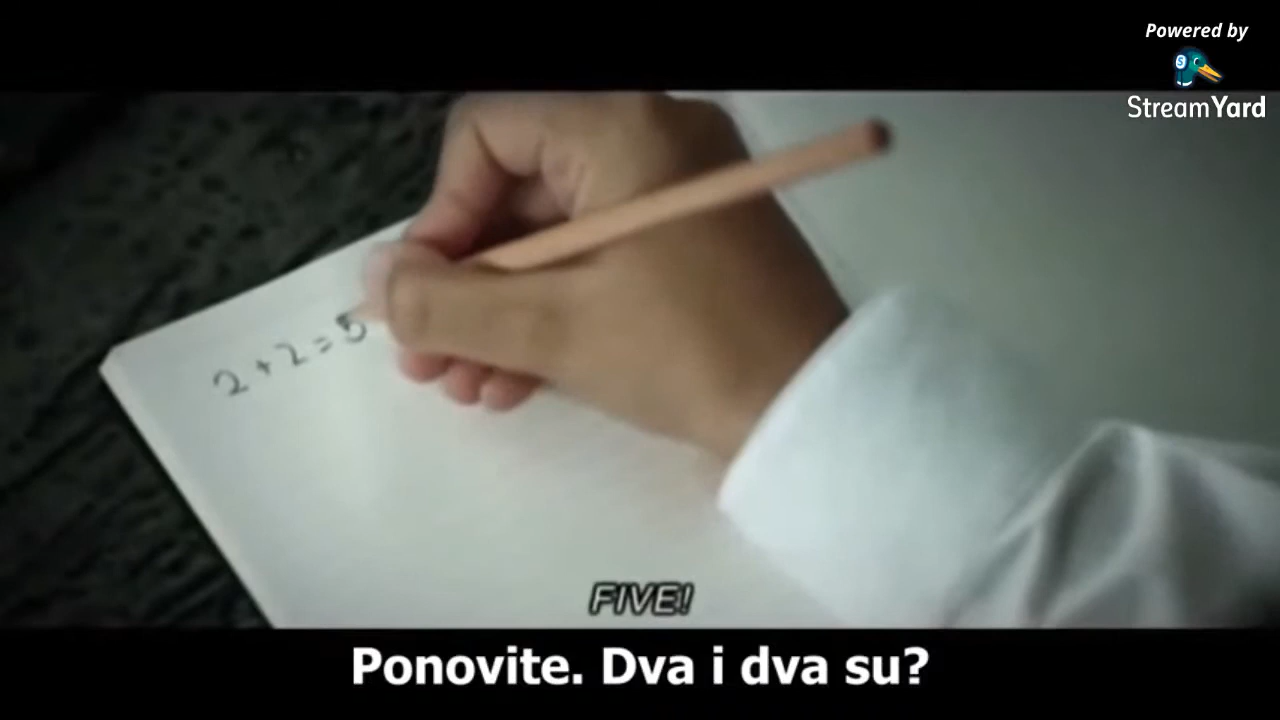 Powered by
StreamYard
2 + 2 = 5
FIVE!
Ponovite. Dva i dva su?